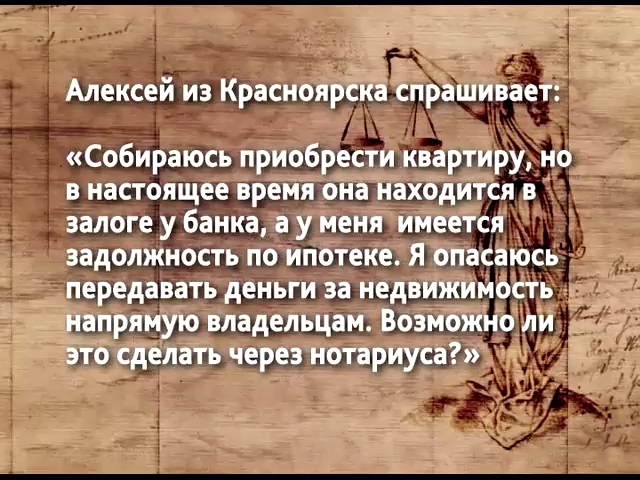 Алексей из Красноярска спрашивает:
«Собираюсь приобрести квартиру, но
в настоящее время она находится в
залоге у банка, а у меня имеется
задолжность по ипотеке. Я опасаюсь
передавать деньги за недвижимость
напрямую владельцам. Возможно ли
это сделать через нотариуса?»